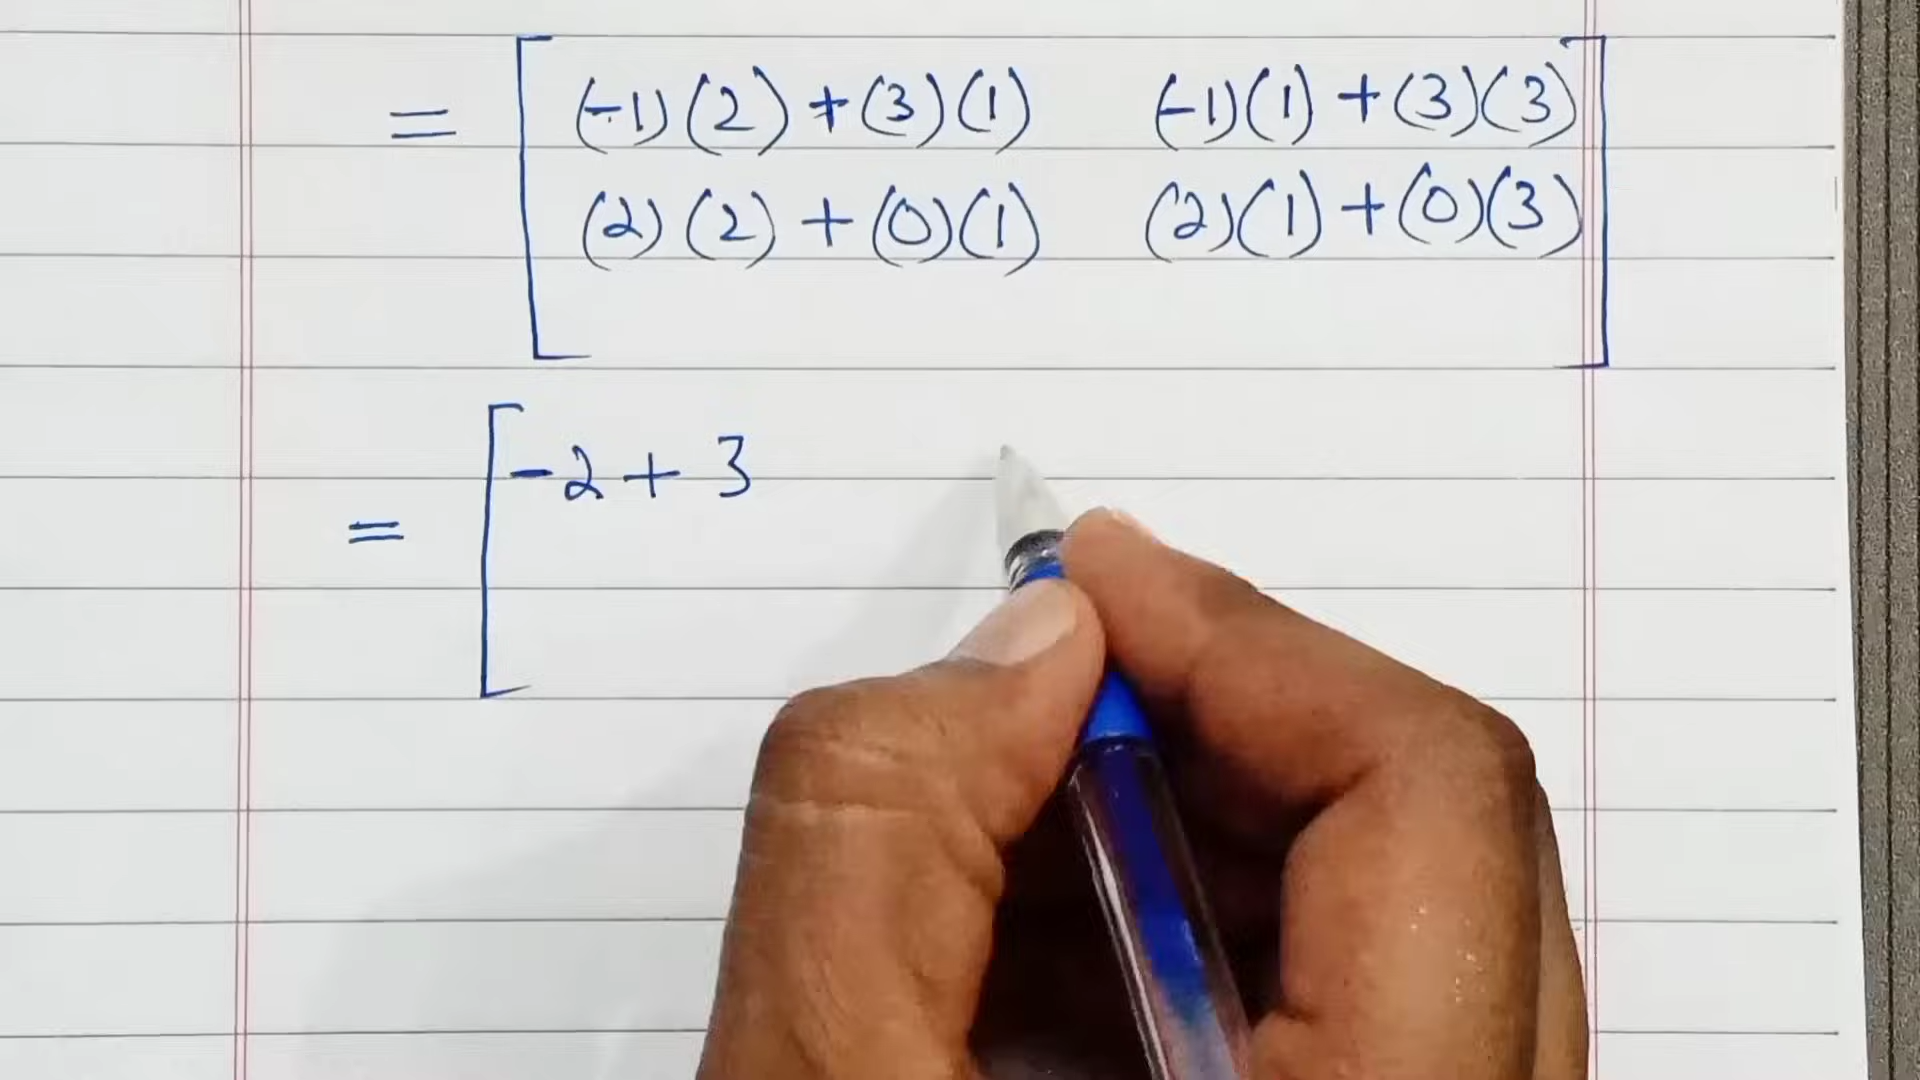 = [ (-1)(2) + (3)(1) (-1)(1) + (3)(3)
(2)(2) + (0)(1) (2)(1) + (0)(3) ]
= [ -2 + 3